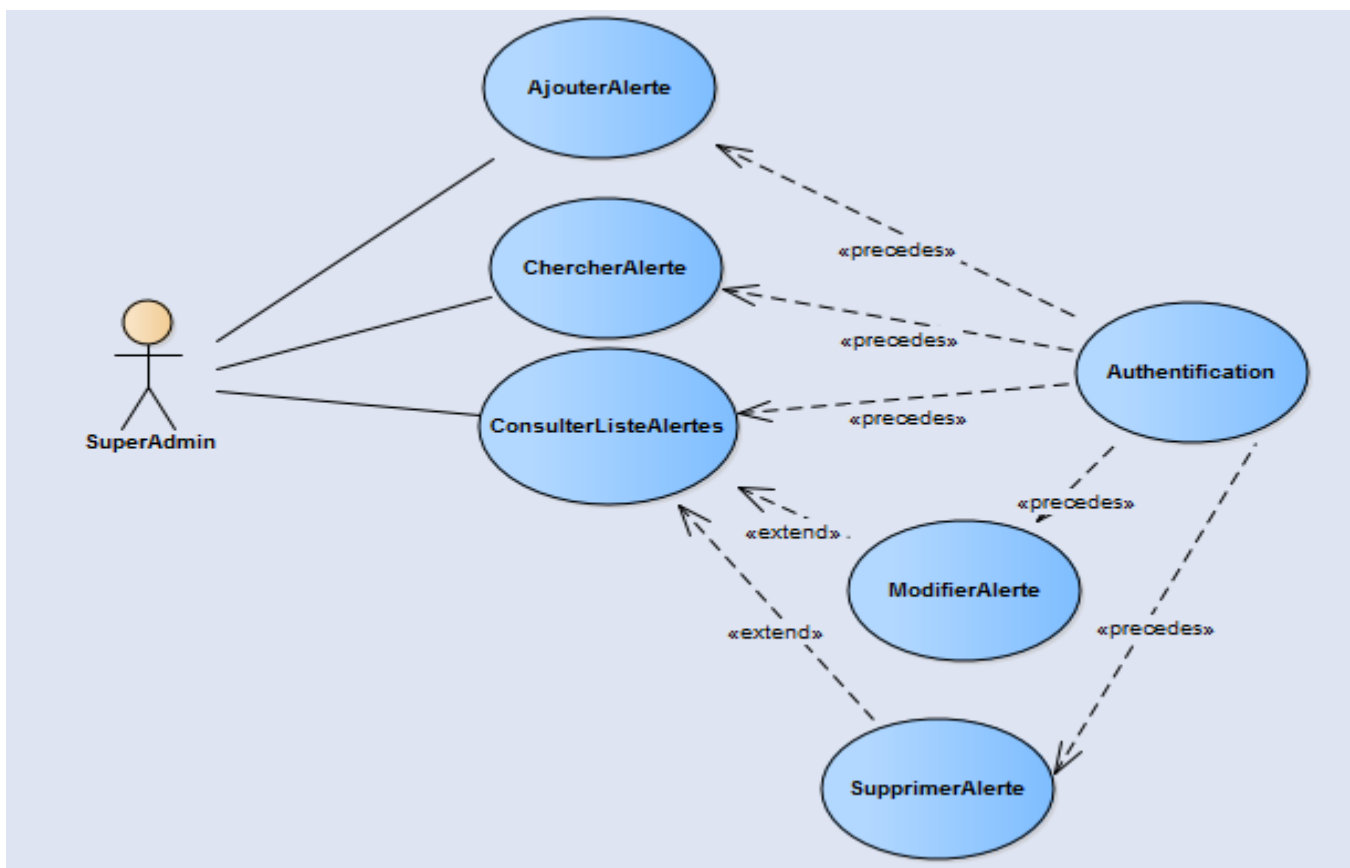 AjouterAlerte
«precedes»
ChercherAlerte
«precedes»
Authentification
«precedes»
ConsulterListeAlertes
SuperAdmin
«precedes»
«extend»
ModifierAlerte
«extend»
«precedes»
SupprimerAlerte